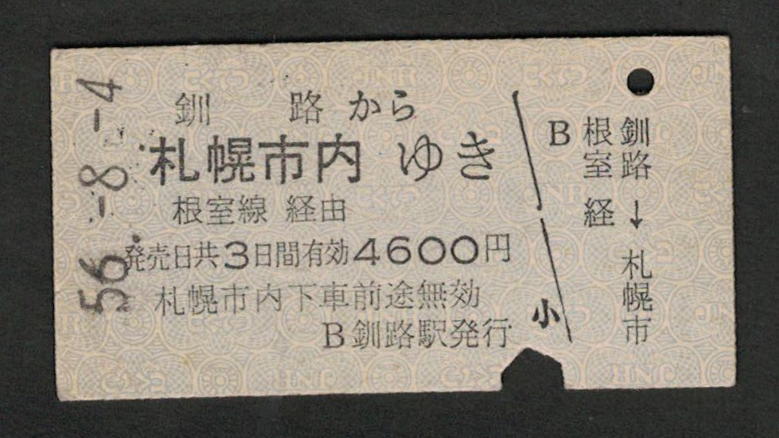 56.-8.-4
釧路から
札幌市内ゆき
根室線経由
発売日共3日間有効4600円
札幌市内下車前途無効
B釧路駅発行
小
釧路→札幌市
根室経
B